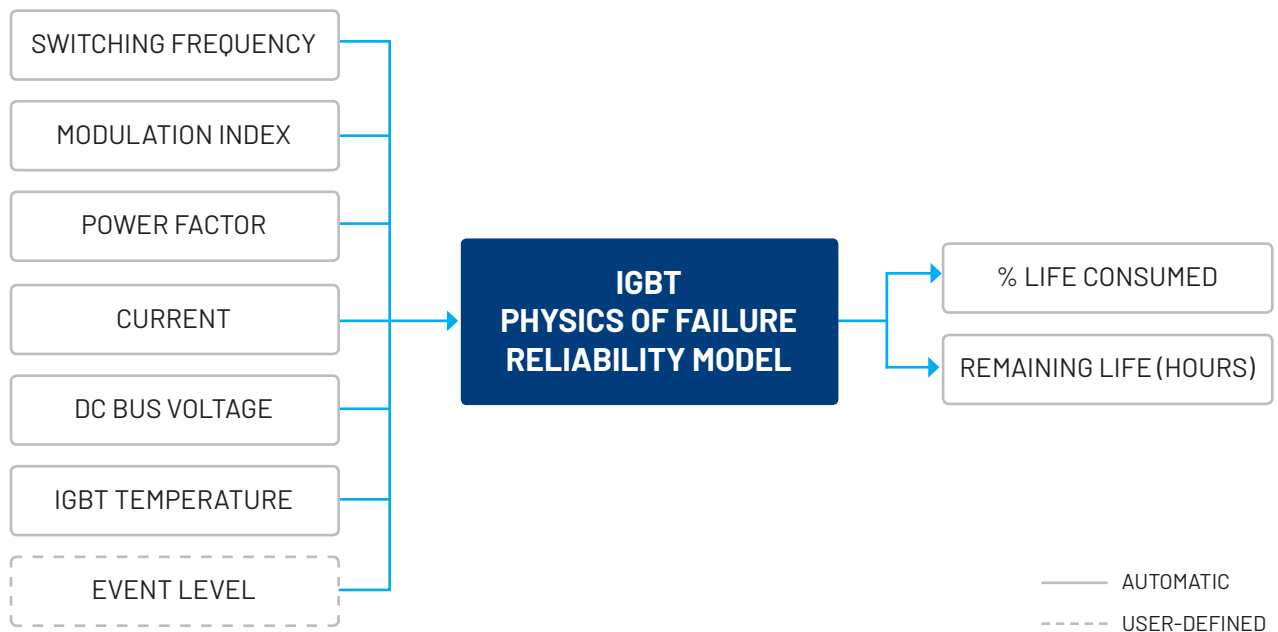 SWITCHING FREQUENCY
MODULATION INDEX
POWER FACTOR
CURRENT
DC BUS VOLTAGE
IGBT TEMPERATURE
EVENT LEVEL
IGBT
PHYSICS OF FAILURE
RELIABILITY MODEL
% LIFE CONSUMED
REMAINING LIFE (HOURS)
AUTOMATIC
USER-DEFINED